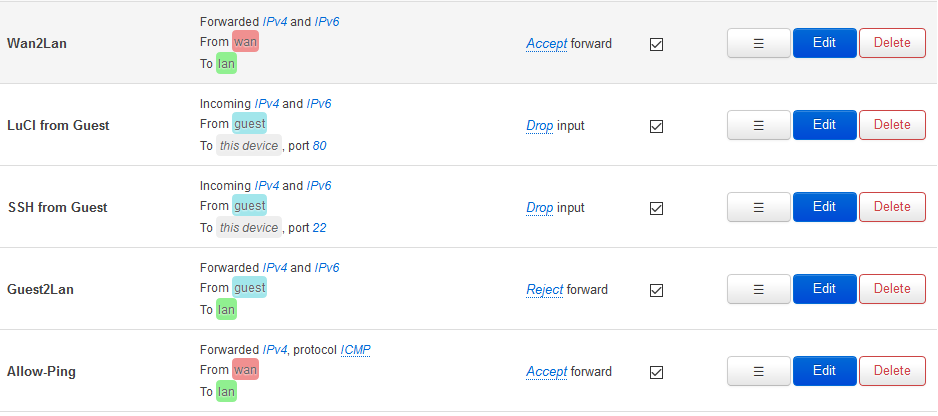 Forwarded IPv4 and IPv6
Wan2Lan From wan Accept forward ☰ Edit Delete
To lan
Incoming IPv4 and IPv6
LuCI from Guest From guest Drop input ☰ Edit Delete
To this device, port 80
Incoming IPv4 and IPv6
SSH from Guest From guest Drop input ☰ Edit Delete
To this device, port 22
Forwarded IPv4 and IPv6
Guest2Lan From guest Reject forward ☰ Edit Delete
To lan
Forwarded IPv4, protocol ICMP
Allow-Ping From wan Accept forward ☰ Edit Delete
To lan